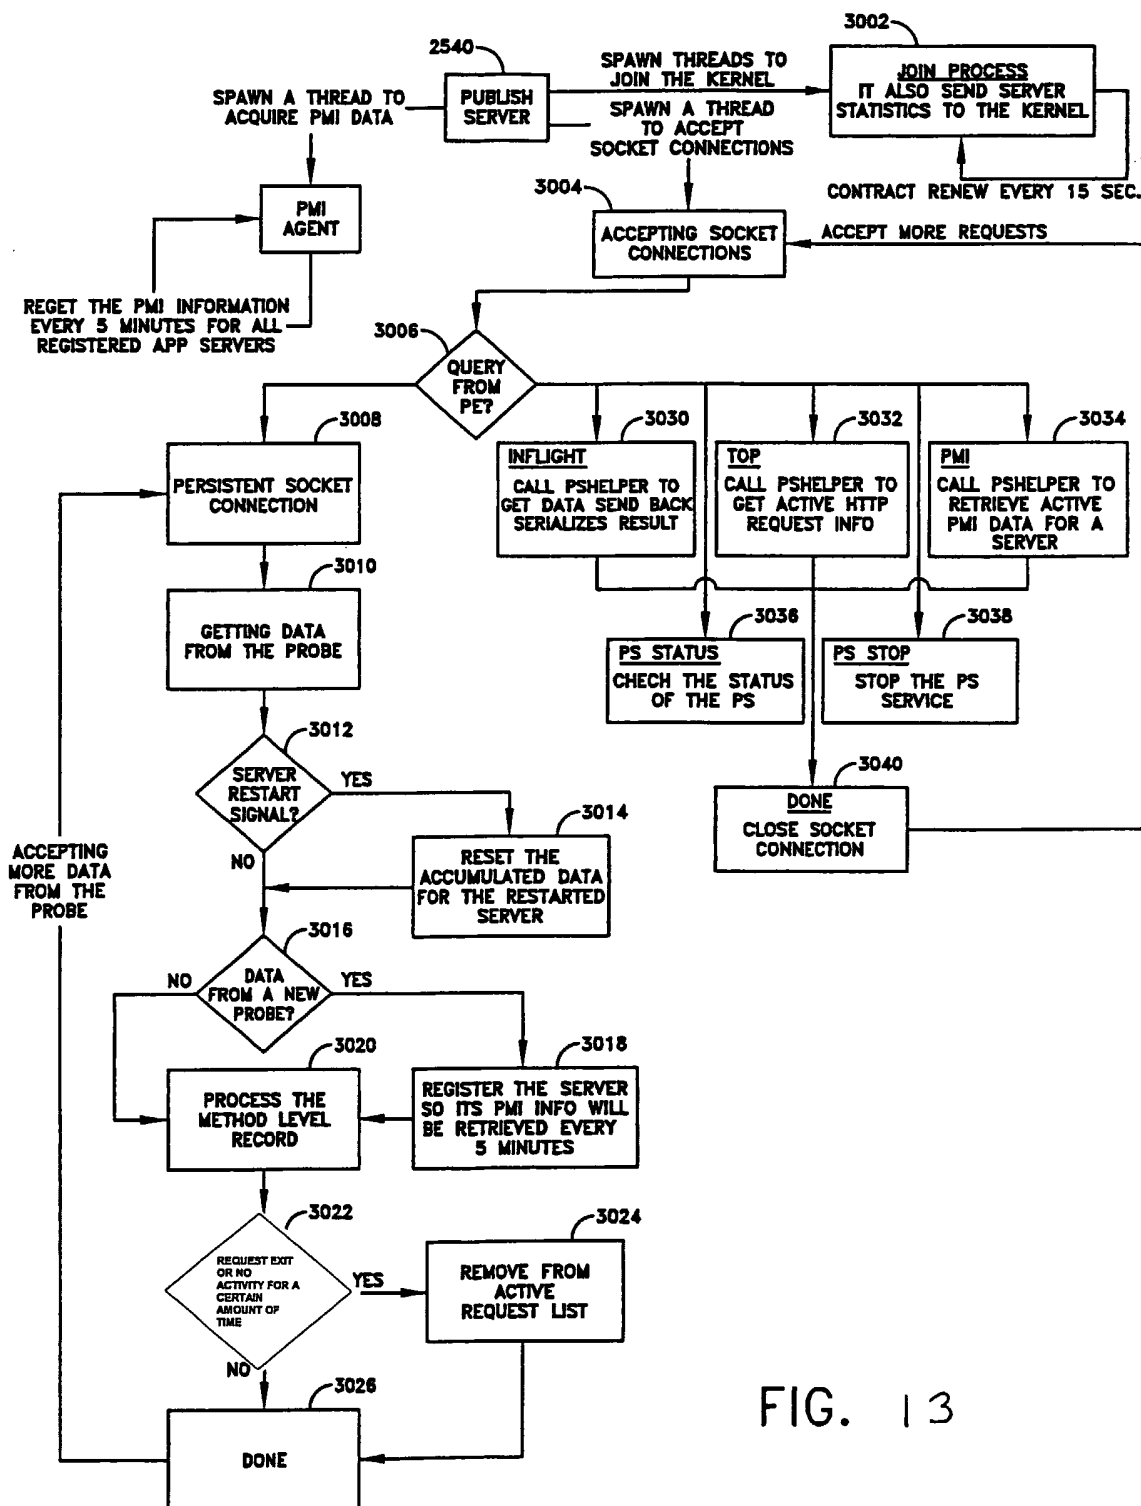 3002
2540
SPAWN THREADS TO
JOIN THE KERNEL
JOIN PROCESS
IT ALSO SEND SERVER
STATISTICS TO THE KERNEL
SPAWN A THREAD TO
ACQUIRE PMI DATA
PUBLISH
SERVER
SPAWN A THREAD
TO ACCEPT
SOCKET CONNECTIONS
CONTRACT RENEW EVERY 15 SEC.
3004
PMI
AGENT
ACCEPTING SOCKET
CONNECTIONS
ACCEPT MORE REQUESTS
REGET THE PMI INFORMATION
EVERY 5 MINUTES FOR ALL
REGISTERED APP SERVERS
3006
QUERY
FROM
PE?
3008
PERSISTENT SOCKET
CONNECTION
3030
INFLIGHT
CALL PSHELPER TO
GET DATA SEND BACK
SERIALIZES RESULT
3032
TOP
CALL PSHELPER TO
GET ACTIVE HTTP
REQUEST INFO
3034
PMI
CALL PSHELPER TO
RETRIEVE ACTIVE
PMI DATA FOR A
SERVER
3010
GETTING DATA
FROM THE PROBE
3036
PS STATUS
CHECH THE STATUS
OF THE PS
3038
PS STOP
STOP THE PS
SERVICE
3012
SERVER
RESTART
SIGNAL?
YES
NO
3014
RESET THE
ACCUMULATED DATA
FOR THE RESTARTED
SERVER
3040
DONE
CLOSE SOCKET
CONNECTION
ACCEPTING
MORE DATA
FROM THE
PROBE
3016
DATA
FROM A NEW
PROBE?
NO
YES
3020
PROCESS THE
METHOD LEVEL
RECORD
3018
REGISTER THE SERVER
SO ITS PMI INFO WILL
BE RETRIEVED EVERY
5 MINUTES
3022
REQUEST EXIT
OR NO
ACTIVITY FOR A
CERTAIN
AMOUNT OF
TIME
YES
NO
3024
REMOVE FROM
ACTIVE
REQUEST LIST
3026
DONE
FIG. 13